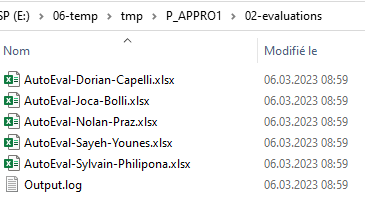 SP (E:) > 06-temp > tmp > P_APPRO1 > 02-evaluations
Nom Modifié le
AutoEval-Dorian-Capelli.xlsx 06.03.2023 08:59
AutoEval-Joca-Bolli.xlsx 06.03.2023 08:59
AutoEval-Nolan-Praz.xlsx 06.03.2023 08:59
AutoEval-Sayeh-Younes.xlsx 06.03.2023 08:59
AutoEval-Sylvain-Philipona.xlsx 06.03.2023 08:59
Output.log 06.03.2023 08:59